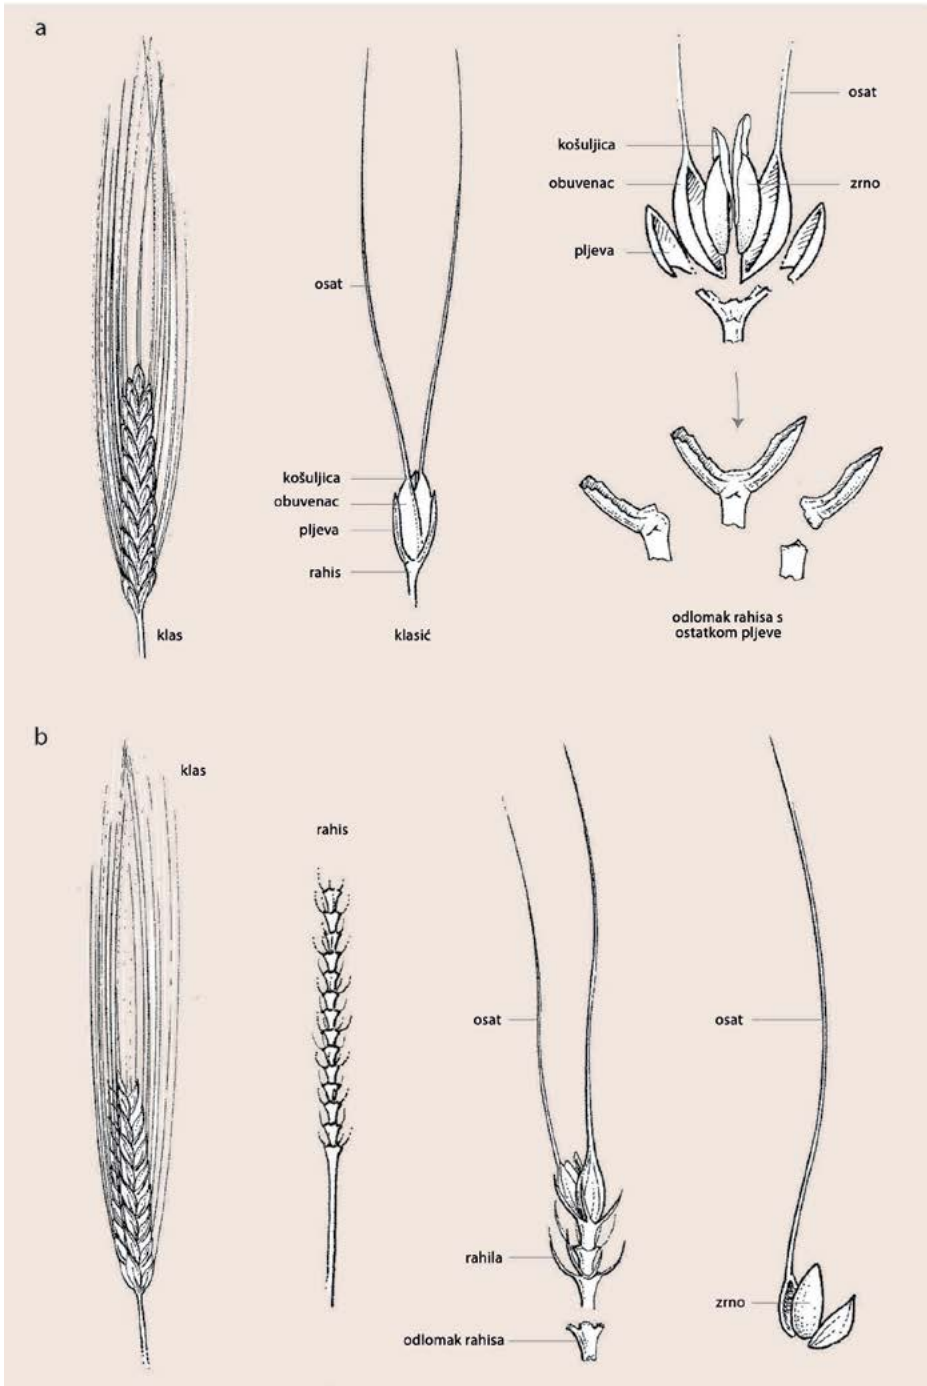 a
osat
košuljica
obuvenac
zrno
pljeva
osat
košuljica
obuvenac
pljeva
rahis
klas
klasić
odlomak rahisa s
ostatkom pljeve
b
klas
rahis
osat
osat
rahila
zrno
odlomak rahisa